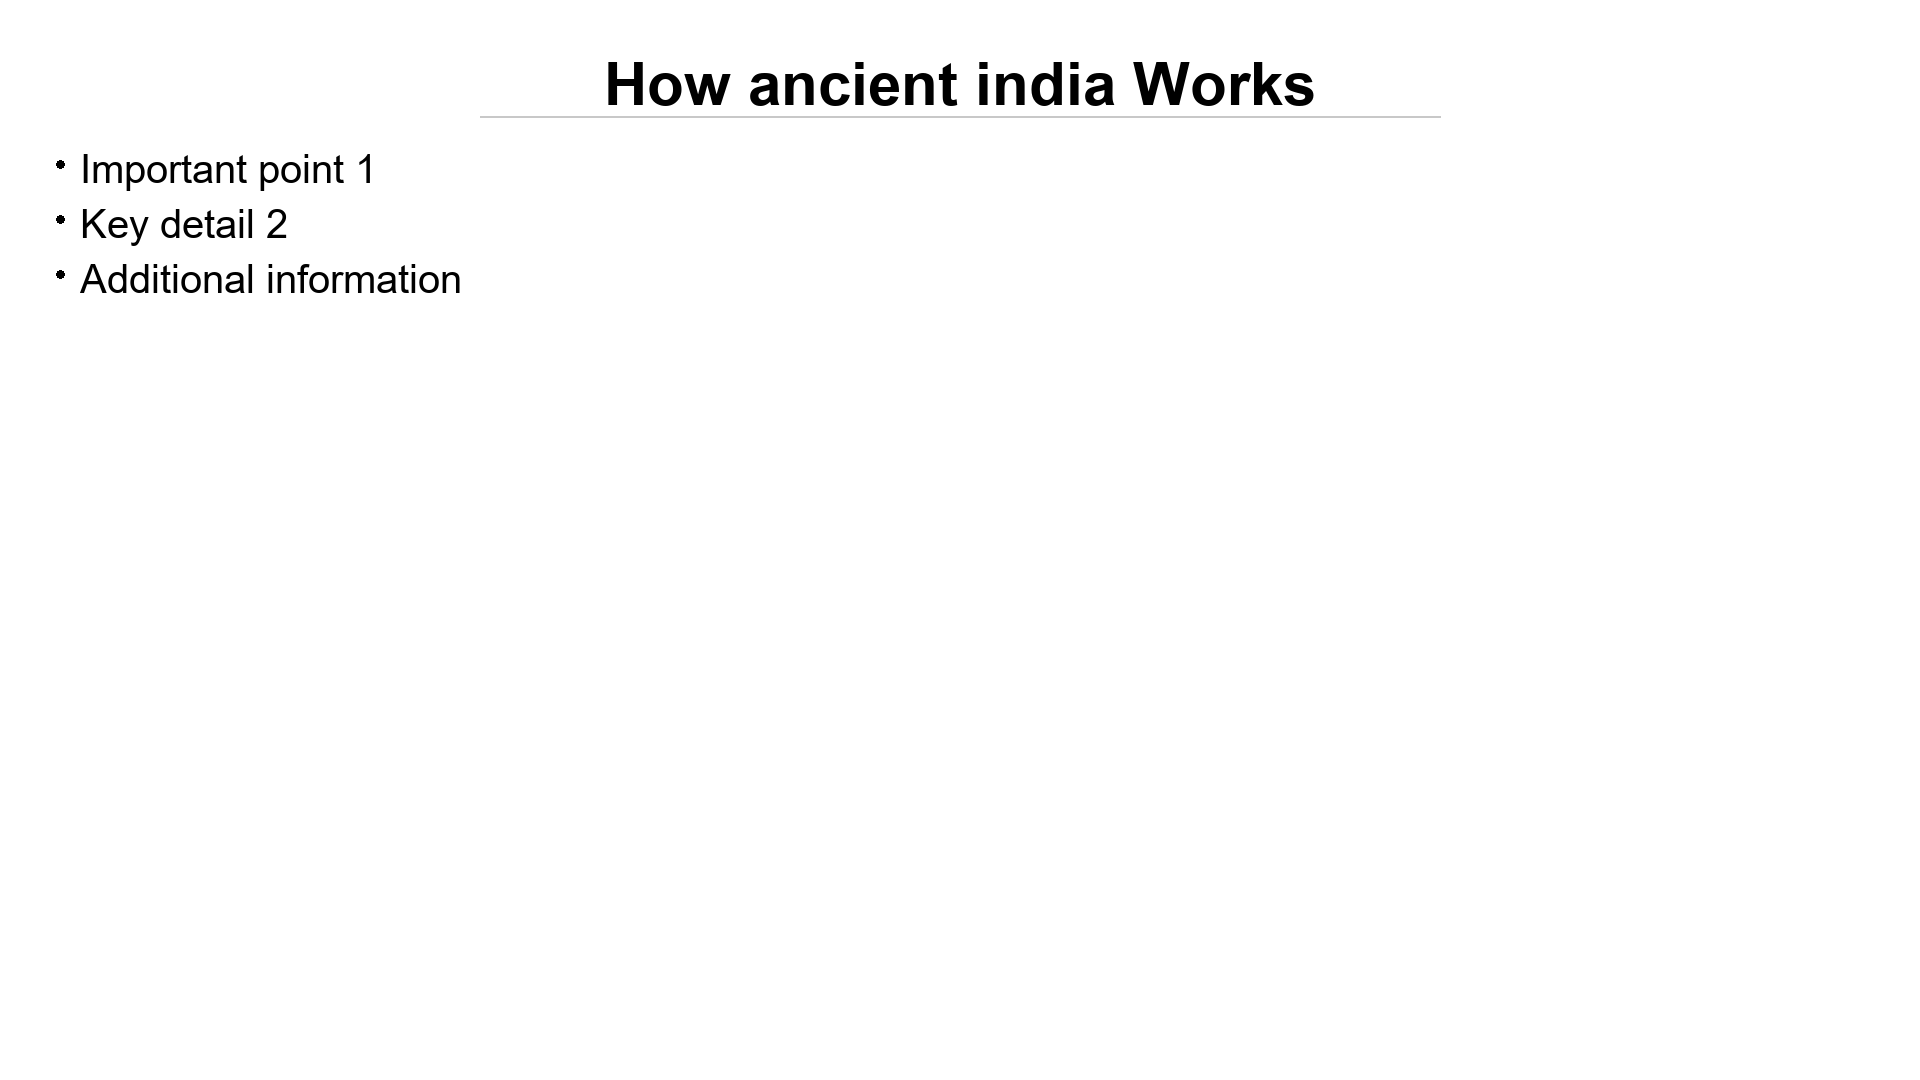 How ancient india Works
• Important point 1
• Key detail 2
• Additional information